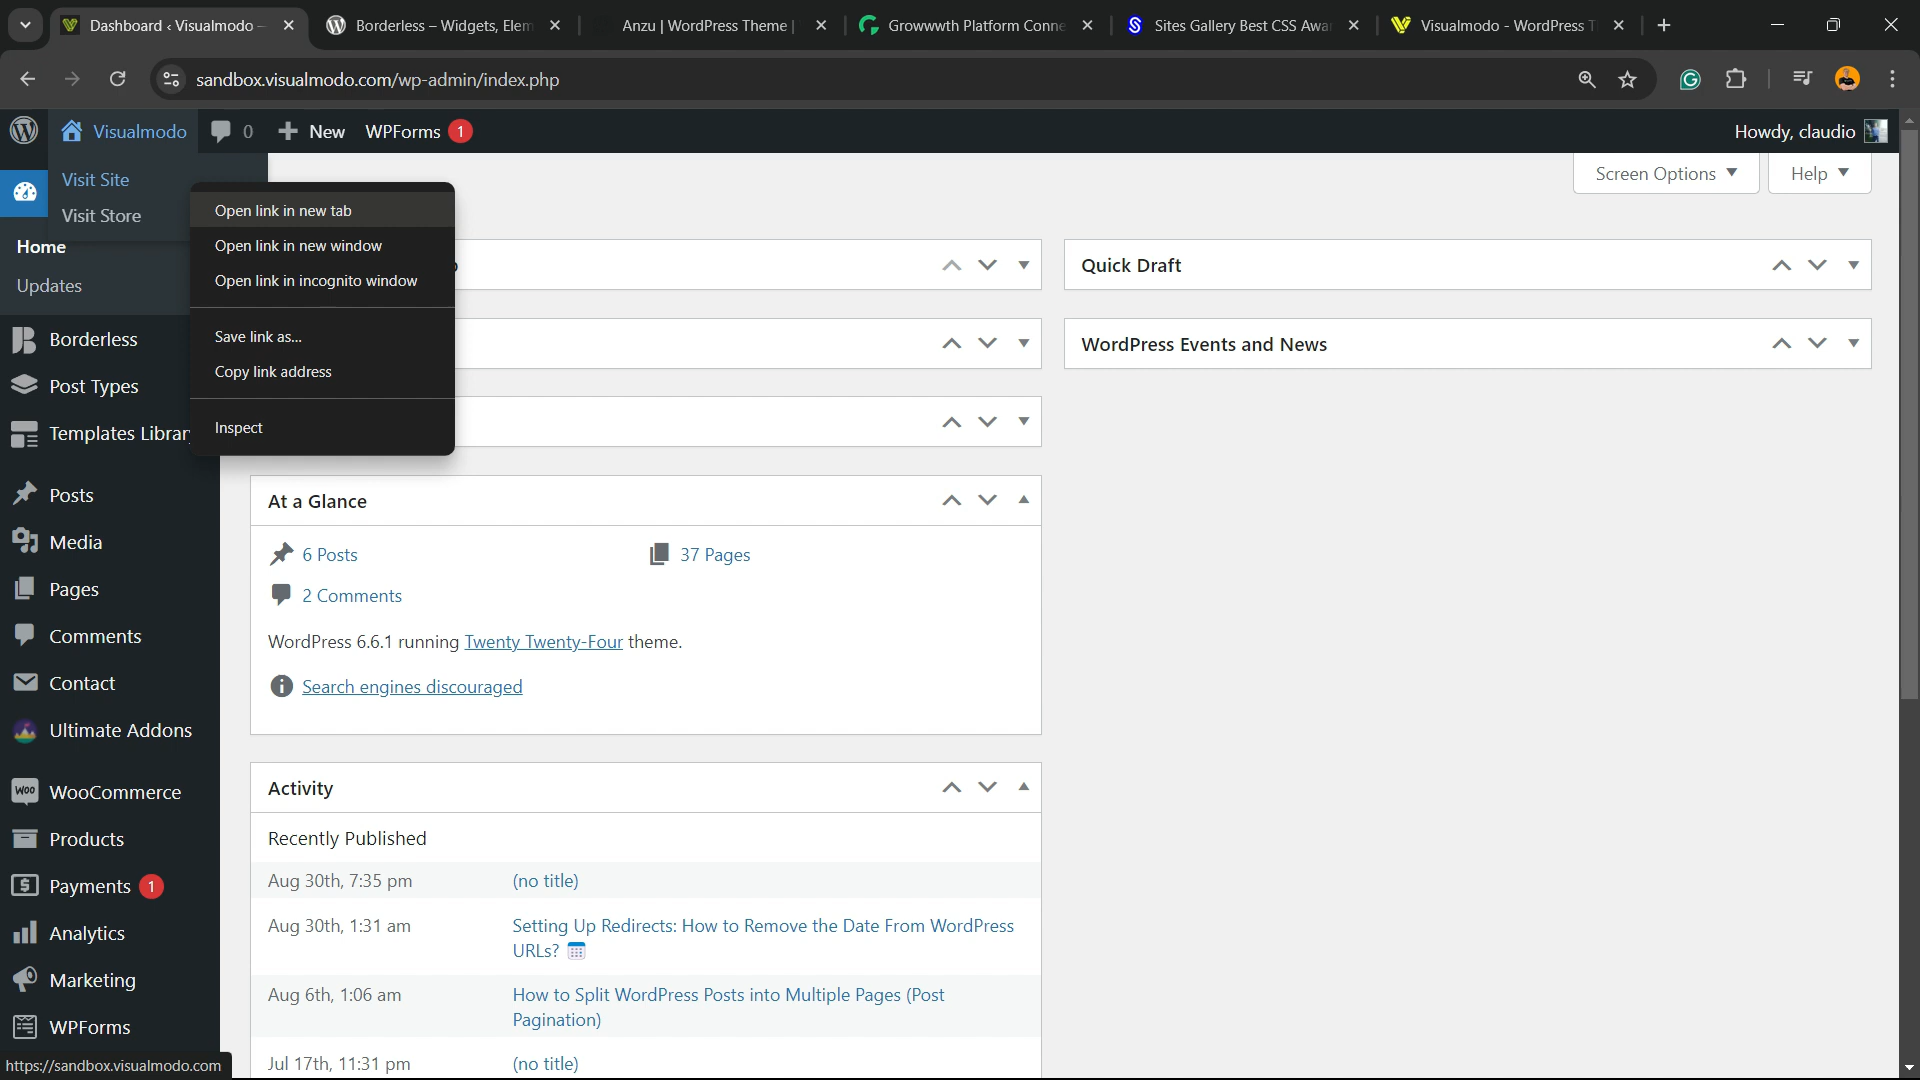 Dashboard ‹ Visualmodo –
Borderless – Widgets, Elem
Anzu | WordPress Theme |
Growwwth Platform Conne
Sites Gallery Best CSS Awa
Visualmodo - WordPress T
sandbox.visualmodo.com/wp-admin/index.php
Visualmodo
0
New
WPForms 1
Howdy, claudio
Visit Site
Visit Store
Screen Options
Help
Open link in new tab
Open link in new window
Open link in incognito window
Save link as...
Copy link address
Inspect
Home
Updates
Borderless
Post Types
Templates Library
Posts
Media
Pages
Comments
Contact
Ultimate Addons
WooCommerce
Products
Payments 1
Analytics
Marketing
WPForms
https://sandbox.visualmodo.com
Quick Draft
WordPress Events and News
At a Glance
6 Posts
37 Pages
2 Comments
WordPress 6.6.1 running Twenty Twenty-Four theme.
Search engines discouraged
Activity
Recently Published
Aug 30th, 7:35 pm (no title)
Aug 30th, 1:31 am Setting Up Redirects: How to Remove the Date From WordPress
URLs?
Aug 6th, 1:06 am How to Split WordPress Posts into Multiple Pages (Post
Pagination)
Jul 17th, 11:31 pm (no title)